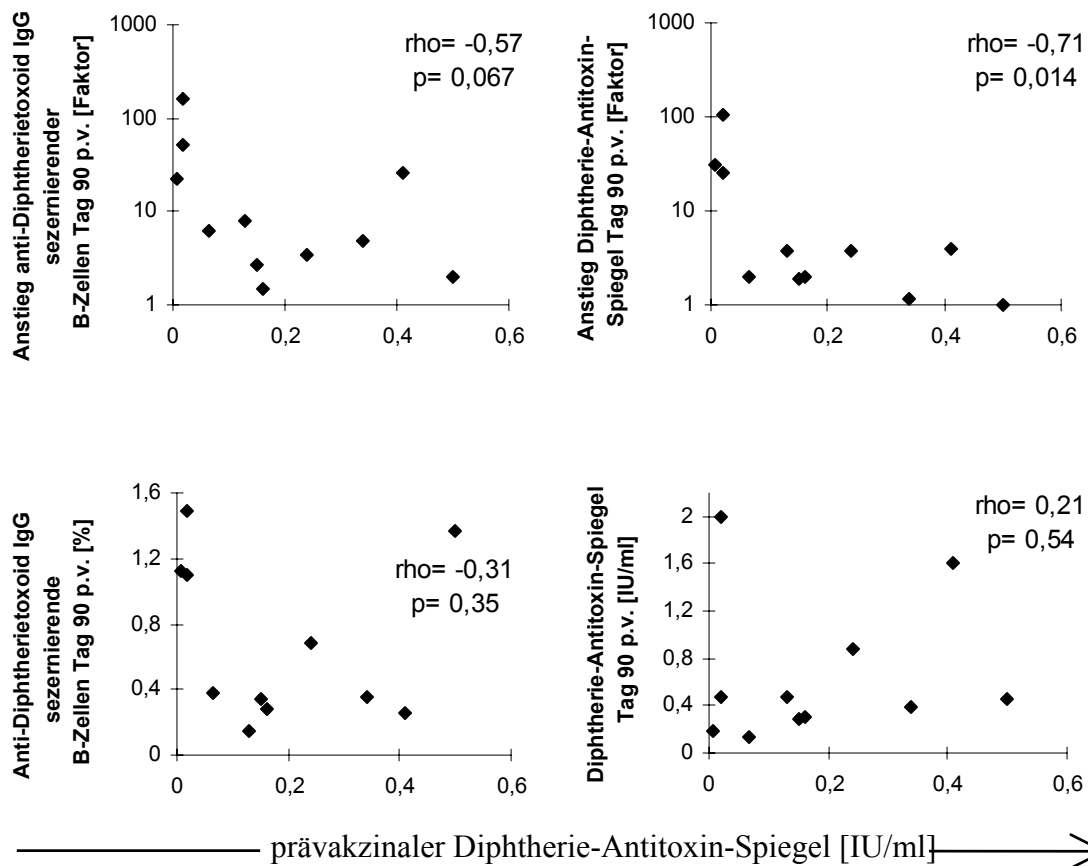 Anstieg anti-Diphtherietoxoid IgG
sezernierender
B-Zellen Tag 90 p.v. [Faktor]
1000
100
10
1
0
0,2
0,4
0,6
rho= -0,57
p= 0,067
Anstieg Diphtherie-Antitoxin-
Spiegel Tag 90 p.v. [Faktor]
1000
100
10
1
0
0,2
0,4
0,6
rho= -0,71
p= 0,014
Anti-Diphtherietoxoid IgG
sezernierende
B-Zellen Tag 90 p.v. [%]
1,6
1,2
0,8
0,4
0
0
0,2
0,4
0,6
rho= -0,31
p= 0,35
Diphtherie-Antitoxin-Spiegel
Tag 90 p.v. [IU/ml]
2
1,6
1,2
0,8
0,4
0
0
0,2
0,4
0,6
rho= 0,21
p= 0,54
prävakzinaler Diphtherie-Antitoxin-Spiegel [IU/ml]